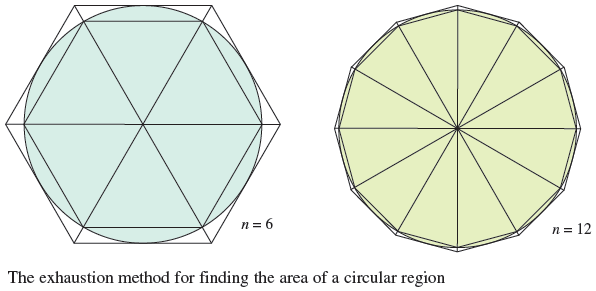 n = 6
n = 12
The exhaustion method for finding the area of a circular region